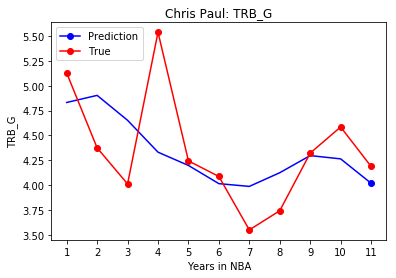 Chris Paul: TRB_G
Prediction
True
TRB_G
5.50
5.25
5.00
4.75
4.50
4.25
4.00
3.75
3.50
1 2 3 4 5 6 7 8 9 10 11
Years in NBA